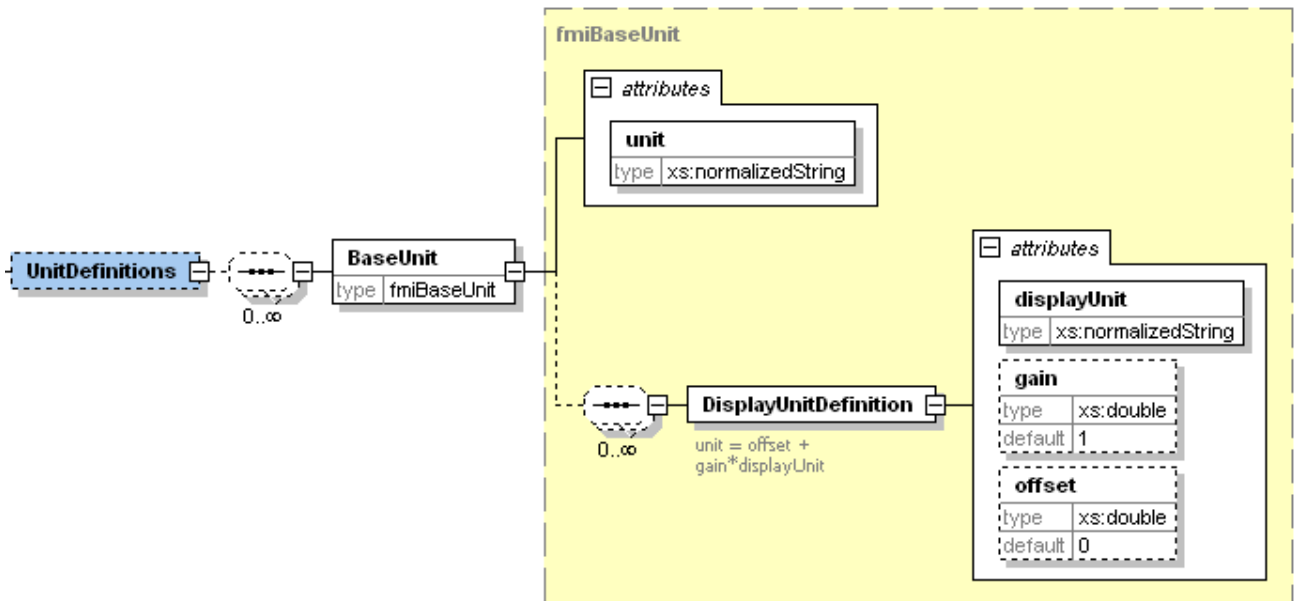 fmiBaseUnit
attributes
unit
type xs:normalizedString
UnitDefinitions
0..∞
BaseUnit
type fmiBaseUnit
attributes
displayUnit
type xs:normalizedString
gain
type xs:double
default 1
offset
type xs:double
default 0
0..∞
DisplayUnitDefinition
unit = offset +
gain*displayUnit